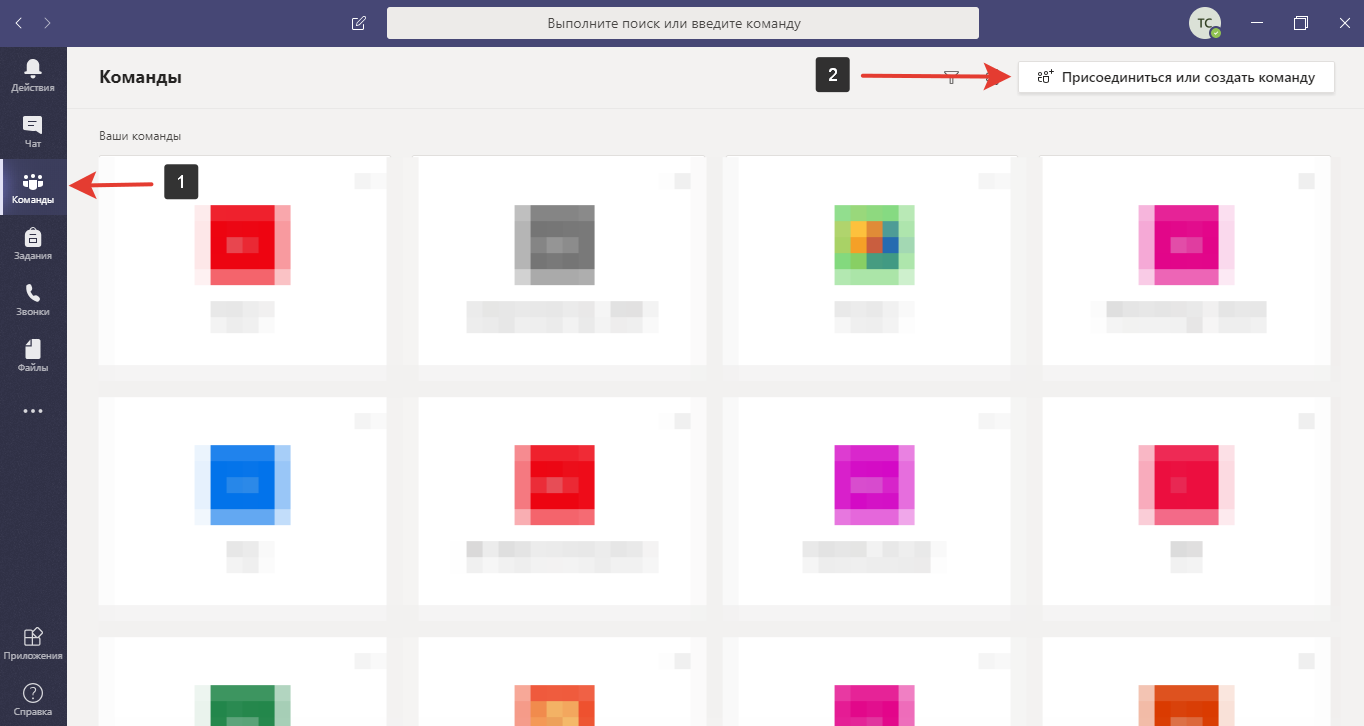 Выполните поиск или введите команду
ТС
Действия
Чат
Команды
Задания
Звонки
Файлы
Приложения
Справка
Команды
2
Присоединиться или создать команду
Ваши команды
1